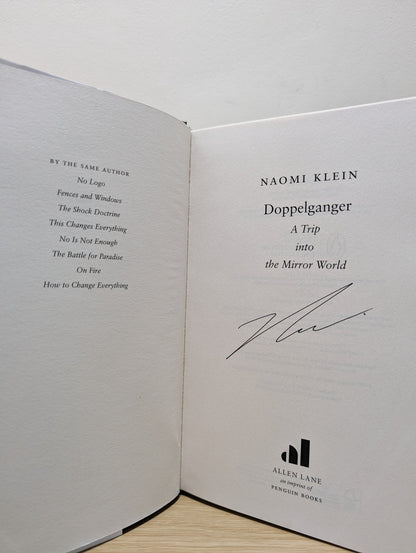 BY THE SAME AUTHOR
No Logo
Fences and Windows
The Shock Doctrine
This Changes Everything
No Is Not Enough
The Battle for Paradise
On Fire
How to Change Everything
NAOMI KLEIN
Doppelganger
A Trip
into
the Mirror World
ALLEN LANE
an imprint of
PENGUIN BOOKS